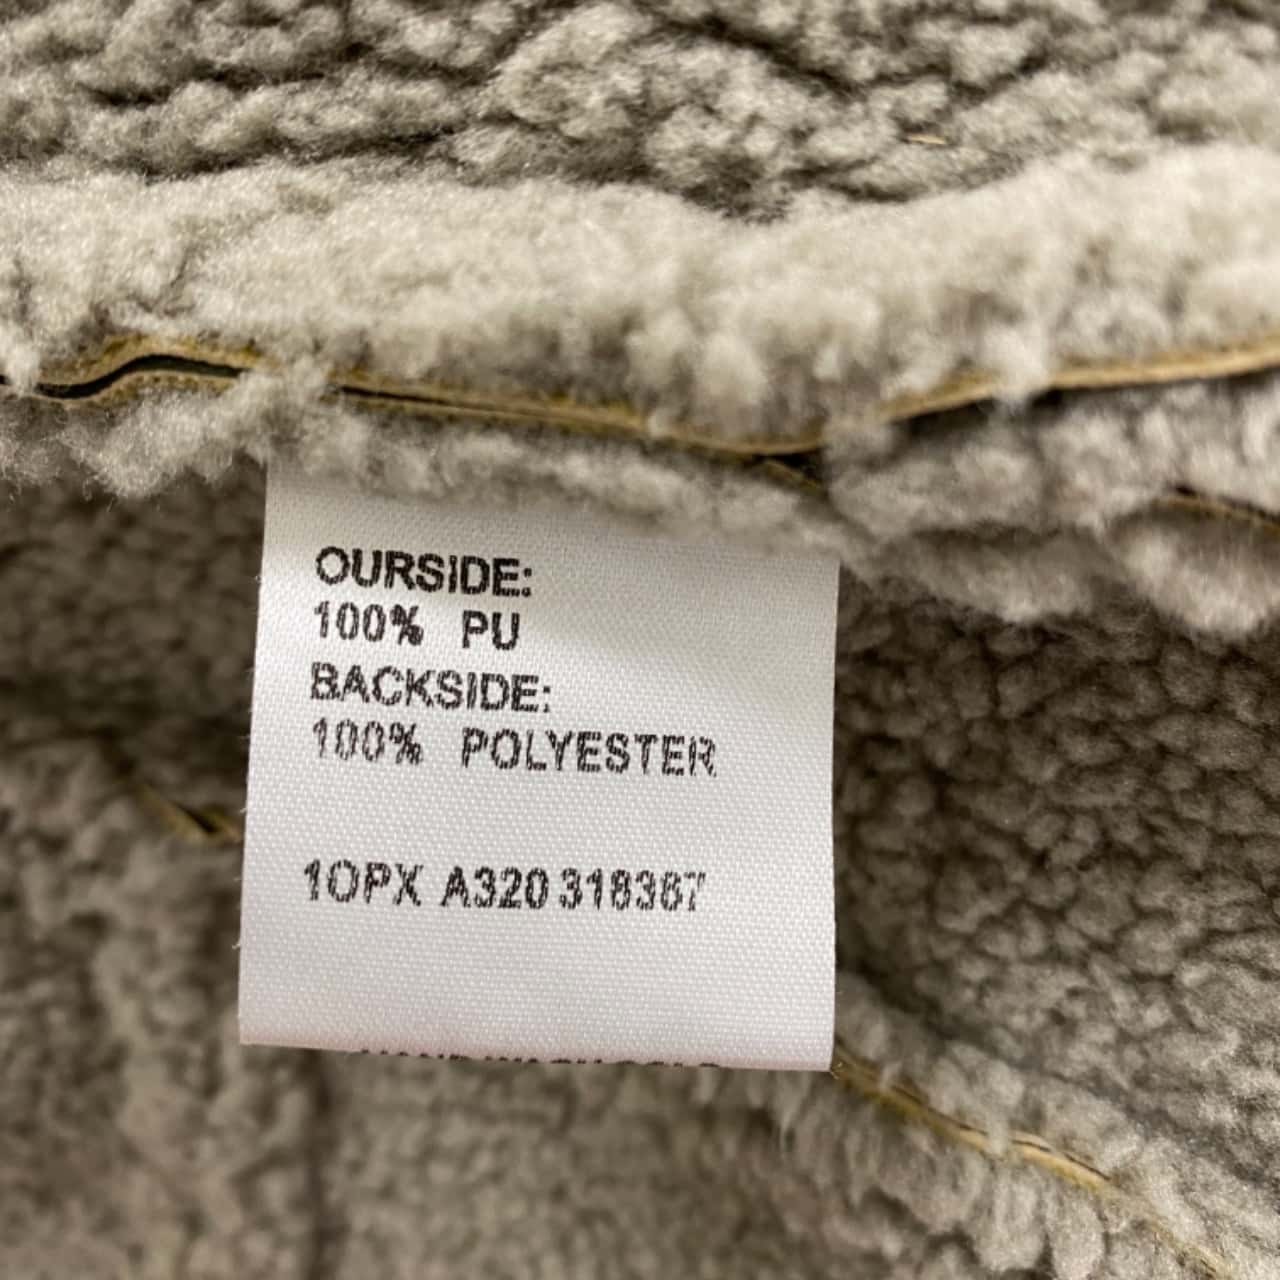 OURSIDE:
100% PU
BACKSIDE:
100% POLYESTER
1OPX A320 318367